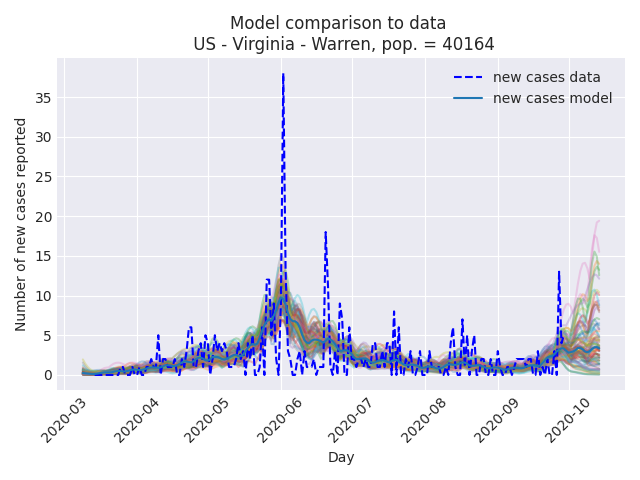 Model comparison to data
US - Virginia - Warren, pop. = 40164
new cases data
new cases model
Number of new cases reported
35
30
25
20
15
10
5
0
2020-03
2020-04
2020-05
2020-06
2020-07
2020-08
2020-09
2020-10
Day